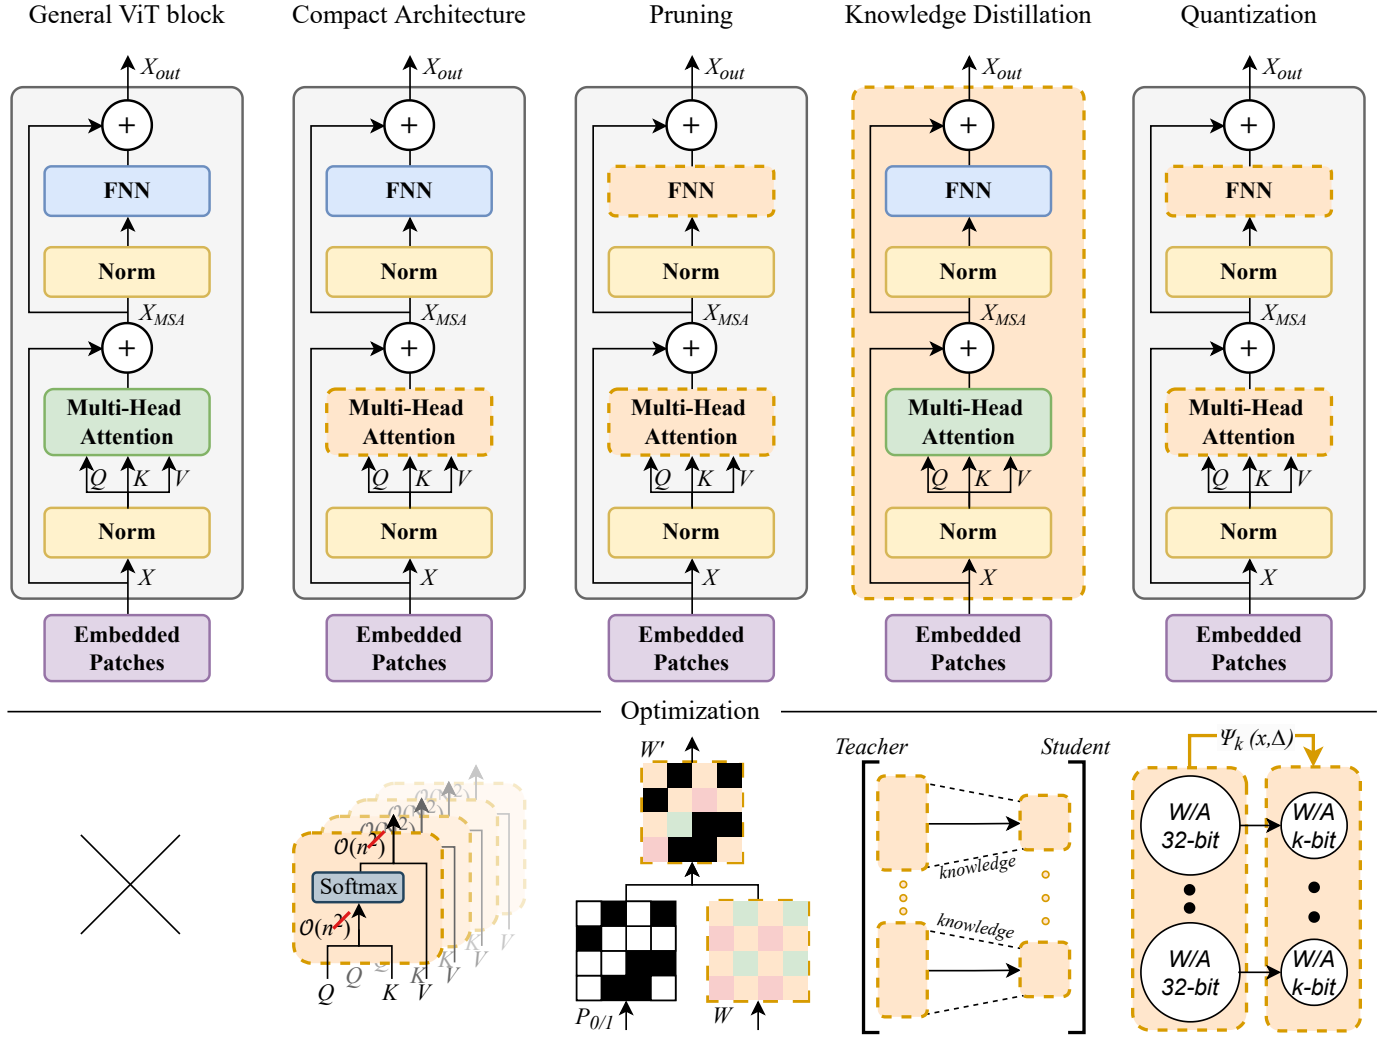 General ViT block
Compact Architecture
Pruning
Knowledge Distillation
Quantization
X_out
X_out
X_out
X_out
X_out
+
+
+
+
+
FNN
FNN
FNN
FNN
FNN
Norm
Norm
Norm
Norm
Norm
X_MSA
X_MSA
X_MSA
X_MSA
X_MSA
+
+
+
+
+
Multi-Head
Attention
Multi-Head
Attention
Multi-Head
Attention
Multi-Head
Attention
Multi-Head
Attention
Q K V
Q K V
Q K V
Q K V
Q K V
Norm
Norm
Norm
Norm
Norm
X
X
X
X
X
Embedded
Patches
Embedded
Patches
Embedded
Patches
Embedded
Patches
Embedded
Patches
Optimization
O(n²)
Softmax
O(n²)
Q K V
Q K V
K V
W'
P_0/1
W
Teacher
Student
knowledge
knowledge
Ψ_k (x,Δ)
W/A
32-bit
W/A
k-bit
W/A
32-bit
W/A
k-bit